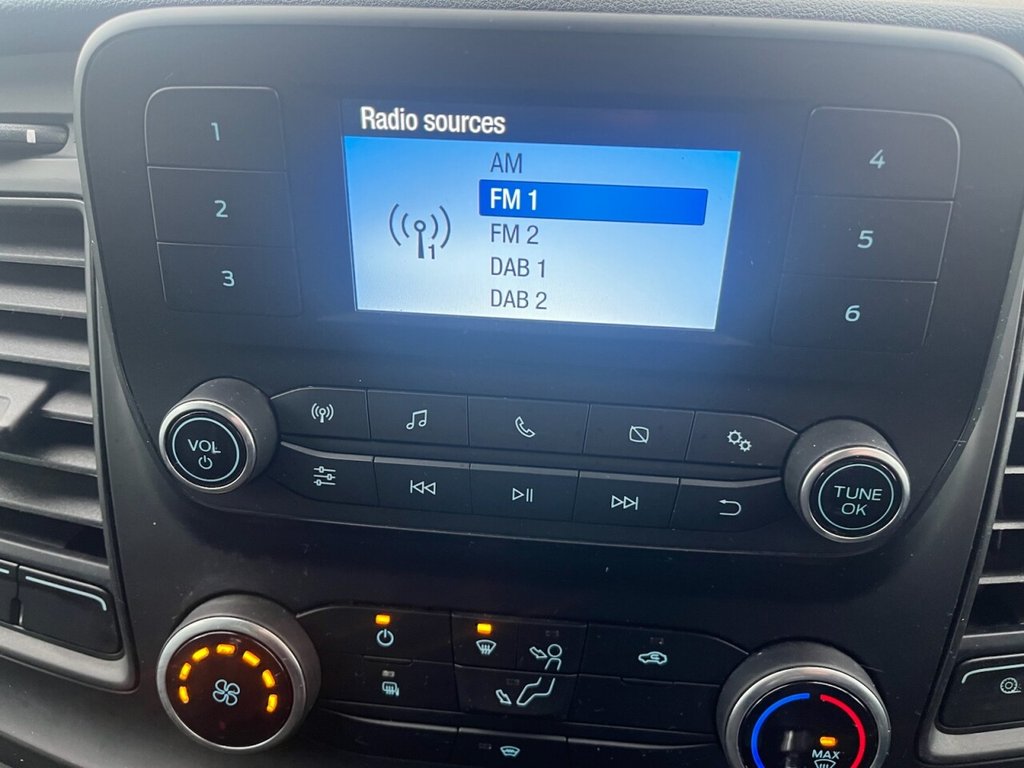 Radio sources
AM
FM 1
FM 2
DAB 1
DAB 2
1
1
2
3
4
5
6
VOL
TUNE
OK
MAX